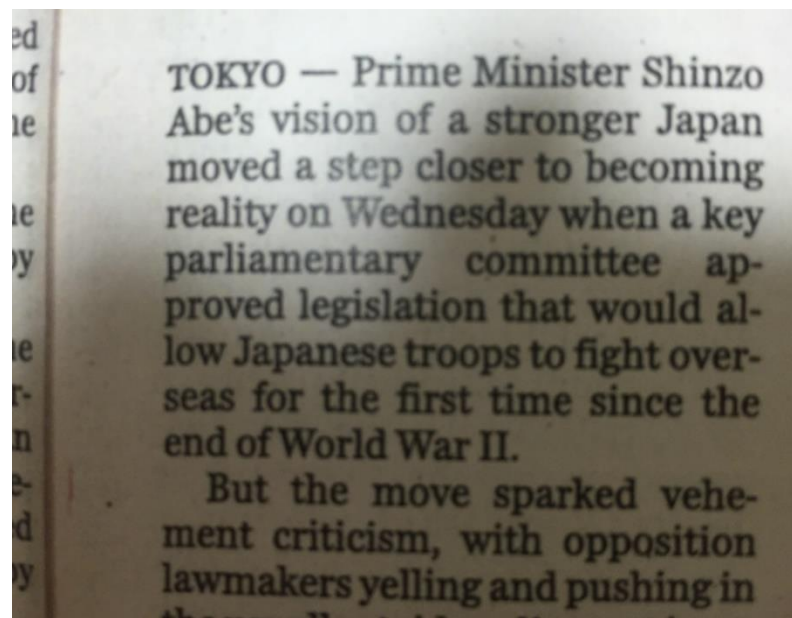 ed
of
TOKYO — Prime Minister Shinzo
Abe's vision of a stronger Japan
moved a step closer to becoming
reality on Wednesday when a key
parliamentary committee ap-
proved legislation that would al-
low Japanese troops to fight over-
seas for the first time since the
end of World War II.
But the move sparked vehe-
ment criticism, with opposition
lawmakers yelling and pushing in